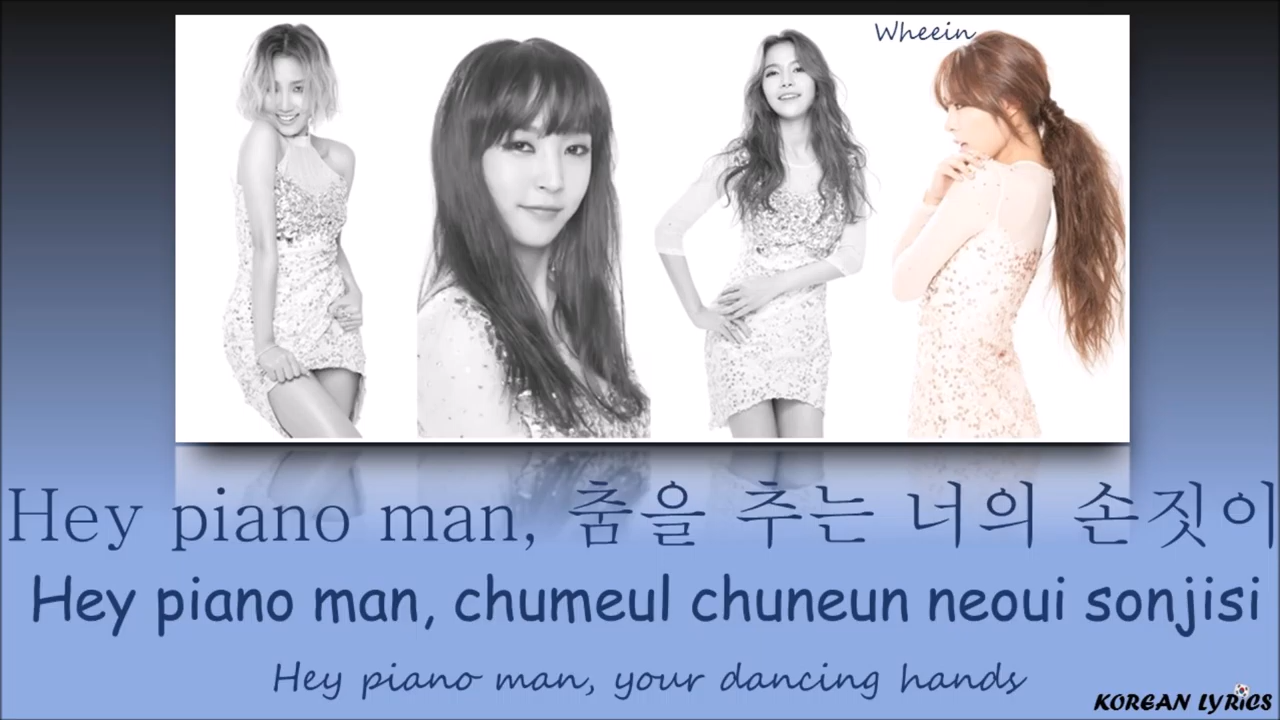 Wheein
Hey piano man, 춤을 추는 너의 손짓이
Hey piano man, chumeul chuneun neoui sonjisi
Hey piano man, your dancing hands
KOREAN LYRICS